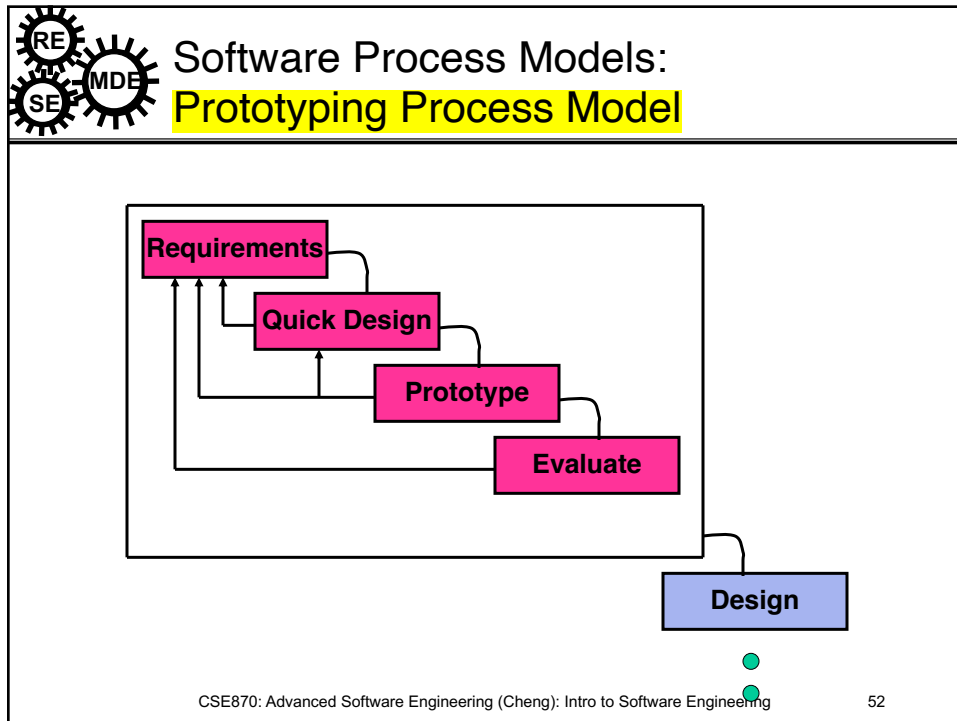 RE
MDE
SE
Software Process Models:
Prototyping Process Model
Requirements
Quick Design
Prototype
Evaluate
Design
CSE870: Advanced Software Engineering (Cheng): Intro to Software Engineering
52